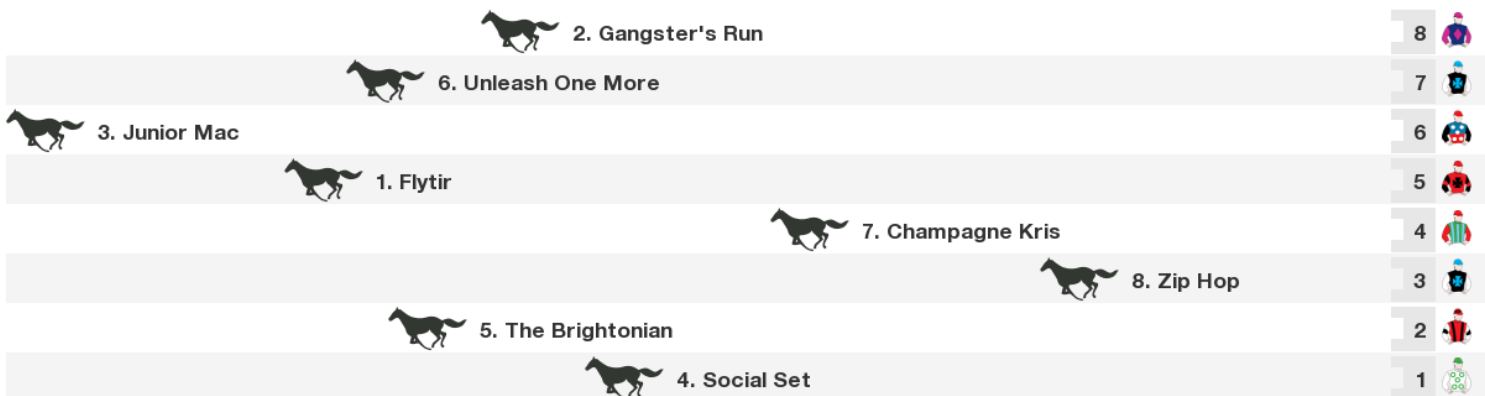 2. Gangster's Run 8
6. Unleash One More 7
3. Junior Mac 6
1. Flytir 5
7. Champagne Kris 4
8. Zip Hop 3
5. The Brightonian 2
4. Social Set 1